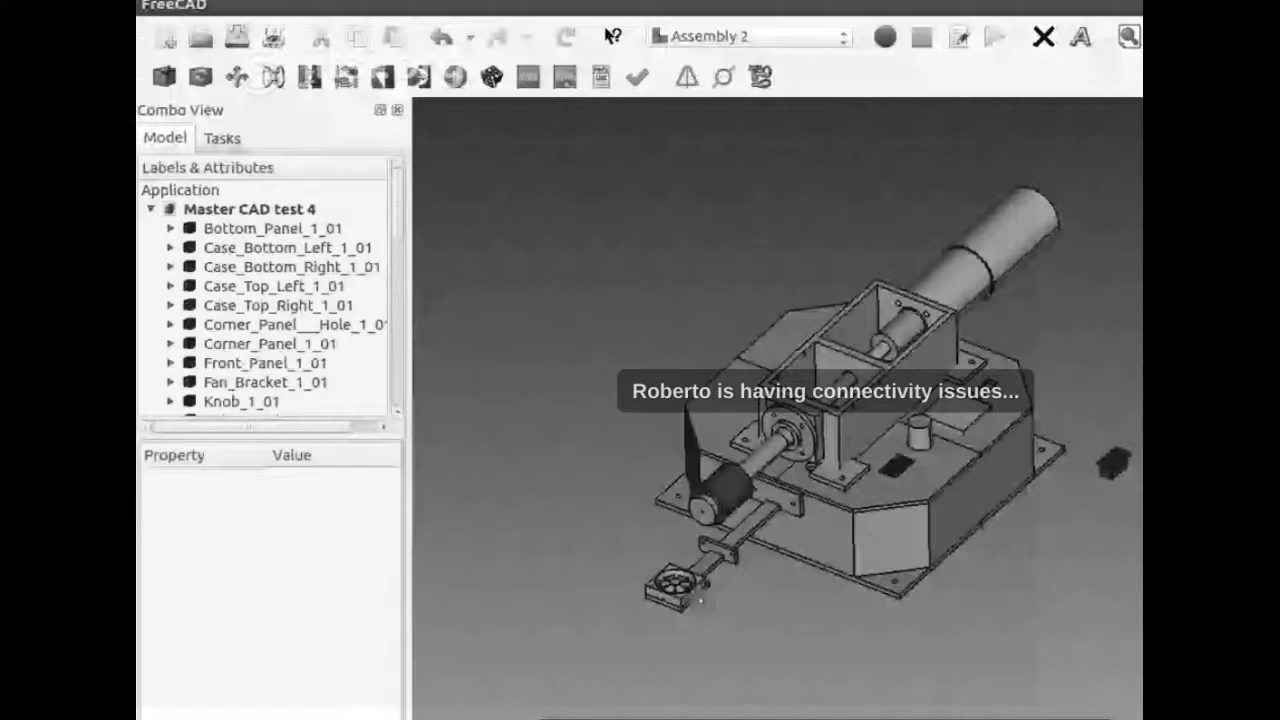 FreeCAD
Assembly 2
Combo View
Model
Tasks
Labels & Attributes
Application
Master CAD test 4
Bottom_Panel_1_01
Case_Bottom_Left_1_01
Case_Bottom_Right_1_01
Case_Top_Left_1_01
Case_Top_Right_1_01
Corner_Panel___Hole_1_0
Corner_Panel_1_01
Front_Panel_1_01
Fan_Bracket_1_01
Knob_1_01
Property Value
Roberto is having connectivity issues...